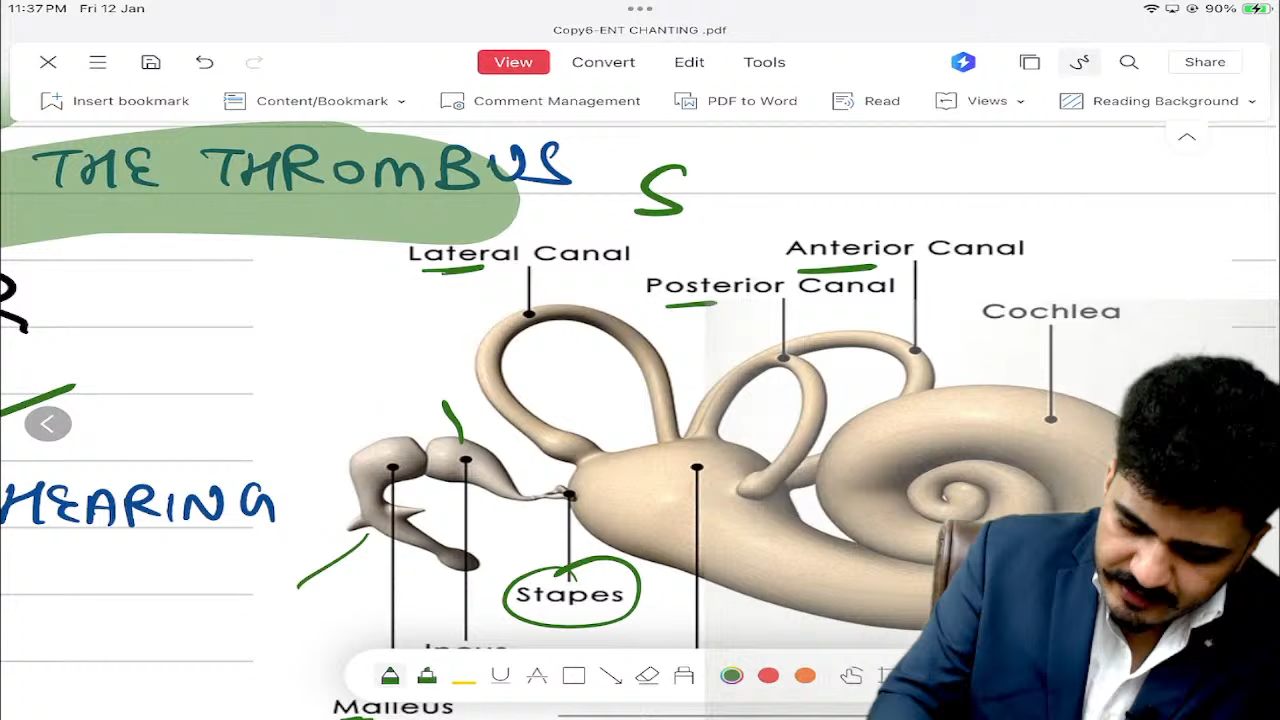 11:37 PM Fri 12 Jan
90%
Copy6-ENT CHANTING .pdf
View Convert Edit Tools
Share
Insert bookmark Content/Bookmark Comment Management PDF to Word Read Views Reading Background
THE THROMBUS
S
Lateral Canal
Anterior Canal
Posterior Canal
Cochlea
HEARING
Stapes
Incus
Malleus